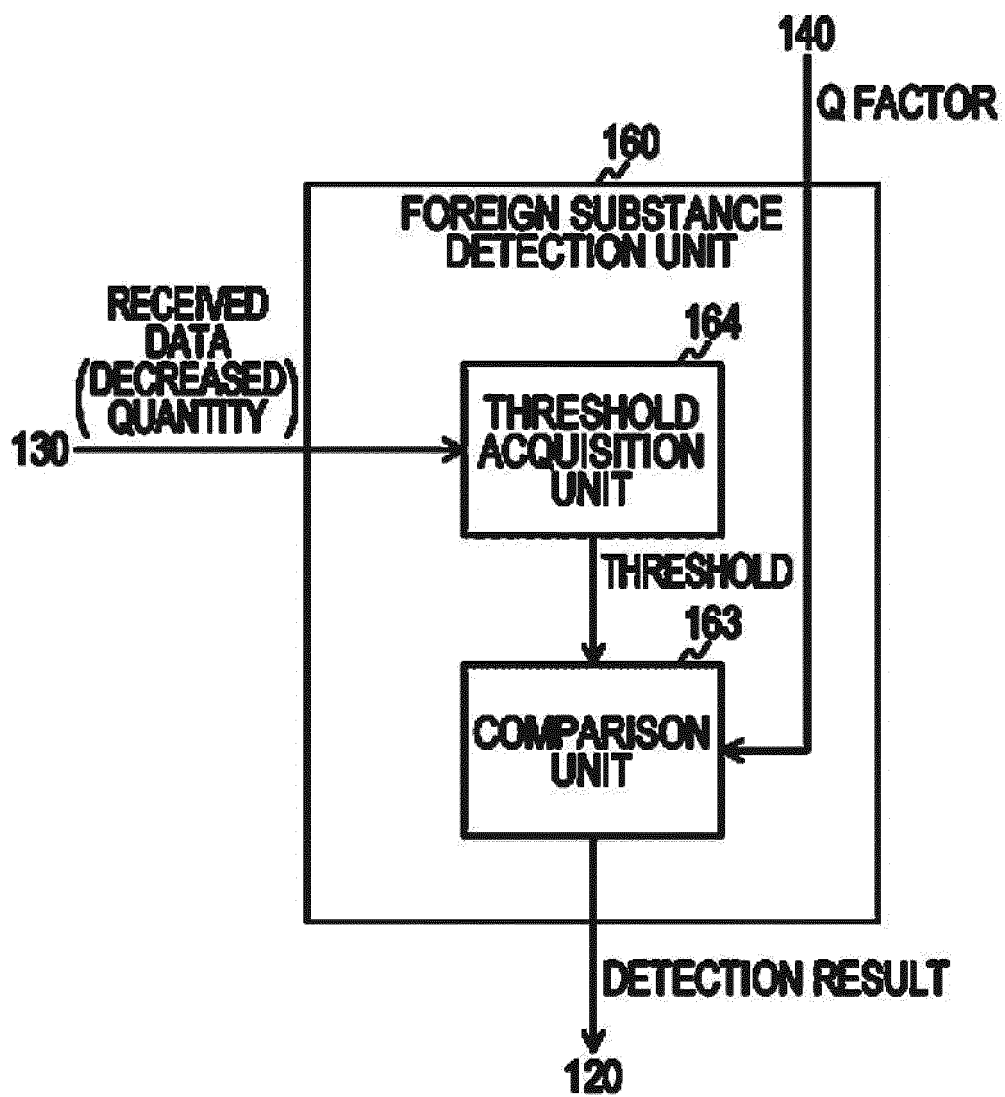 140
Q FACTOR
160
FOREIGN SUBSTANCE
DETECTION UNIT
RECEIVED
DATA
(DECREASED
QUANTITY)
130
164
THRESHOLD
ACQUISITION
UNIT
THRESHOLD
163
COMPARISON
UNIT
DETECTION RESULT
120